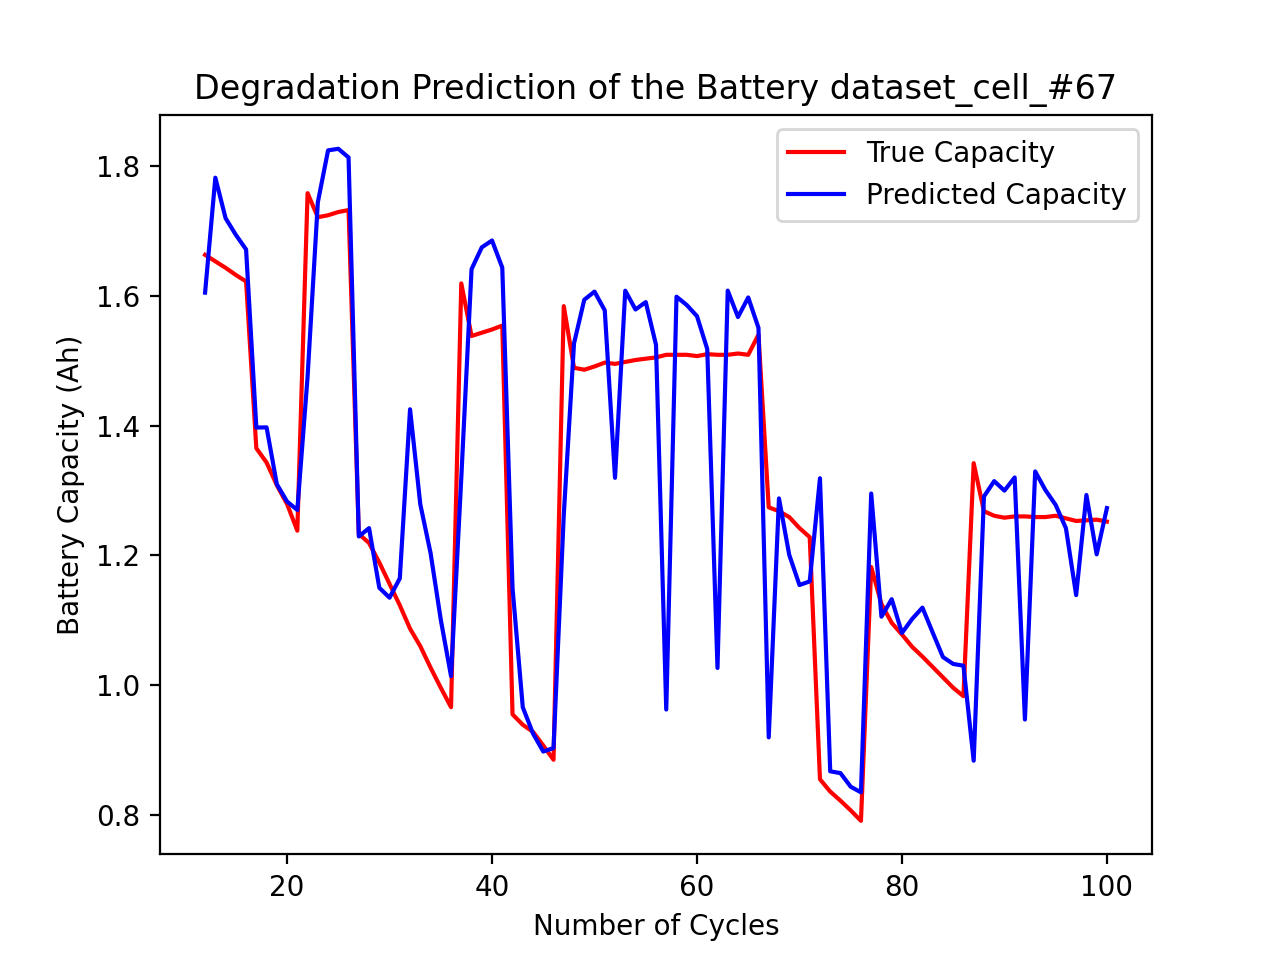 Degradation Prediction of the Battery dataset_cell_#67
True Capacity
Predicted Capacity
Battery Capacity (Ah)
1.8
1.6
1.4
1.2
1.0
0.8
20 40 60 80 100
Number of Cycles